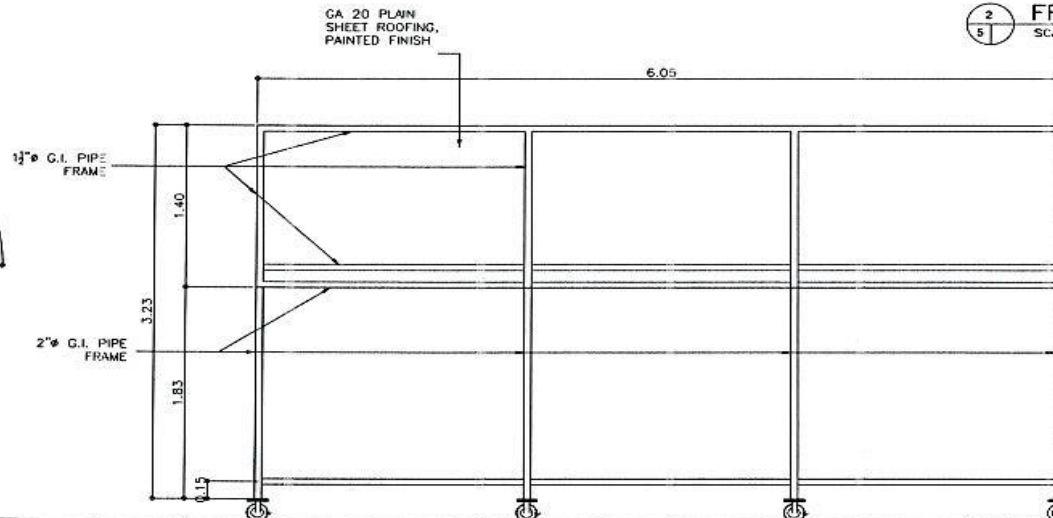 GA 20 PLAIN
SHEET ROOFING,
PAINTED FINISH
2
5
6.05
1½"ø G.I. PIPE
FRAME
1.40
3.23
2"ø G.I. PIPE
FRAME
1.83
0.15